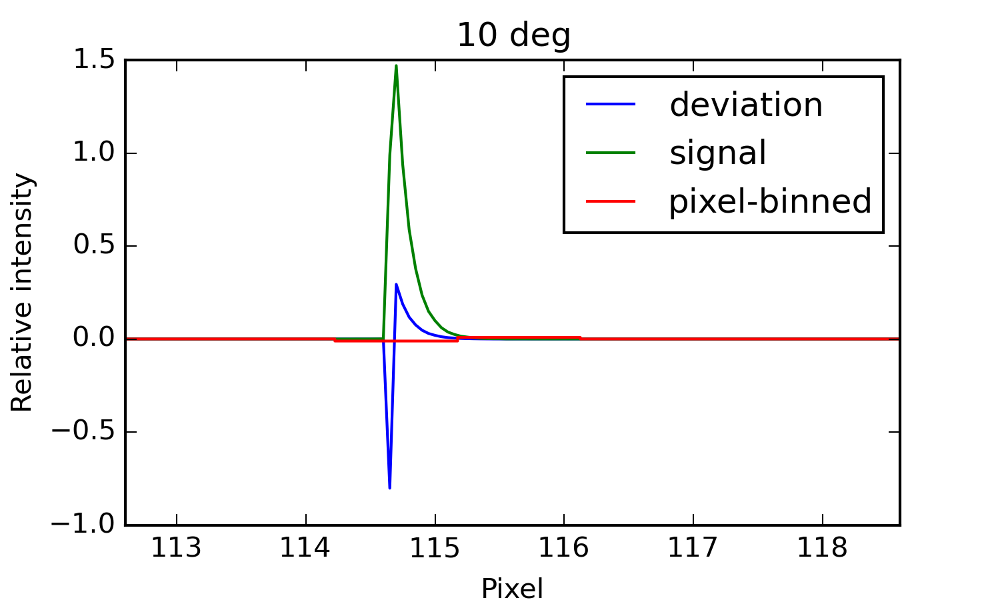 10 deg
1.5
1.0
0.5
0.0
−0.5
−1.0
Relative intensity
deviation
signal
pixel-binned
113 114 115 116 117 118
Pixel